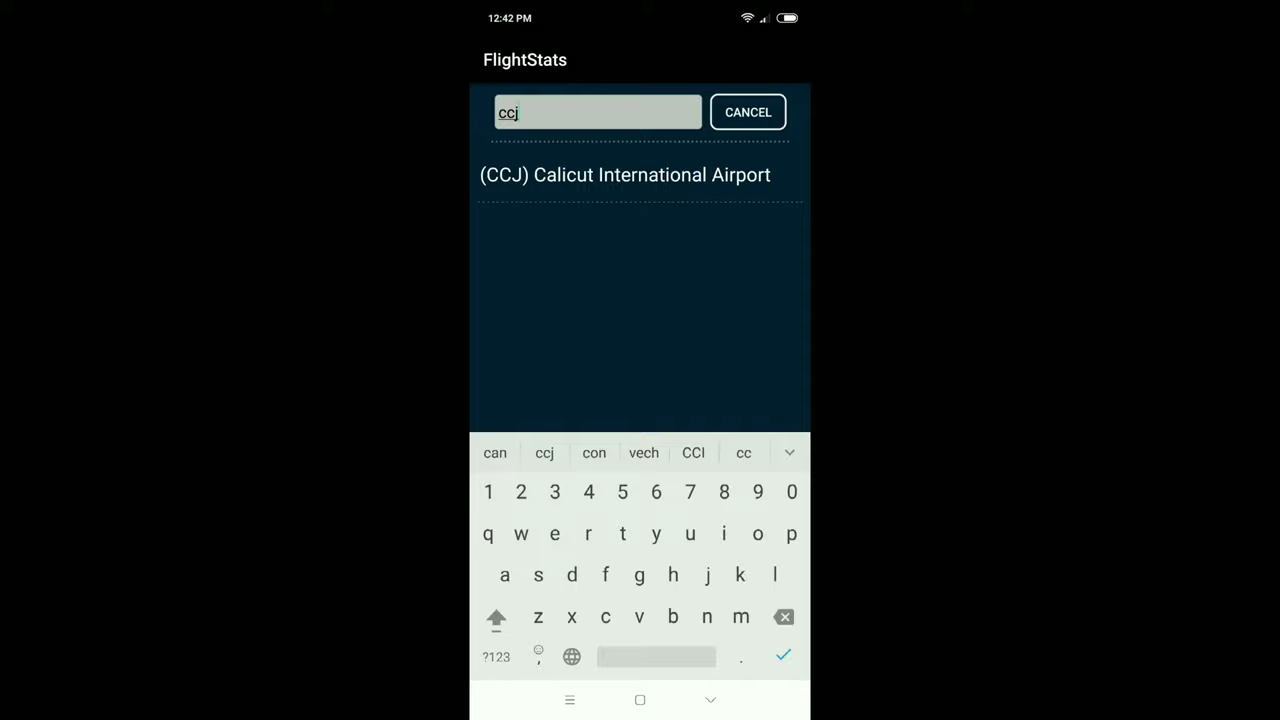 12:42 PM
FlightStats
ccj CANCEL
(CCJ) Calicut International Airport
can ccj con vech CCI cc
1 2 3 4 5 6 7 8 9 0
q w e r t y u i o p
a s d f g h j k l
z x c v b n m
?123 , .